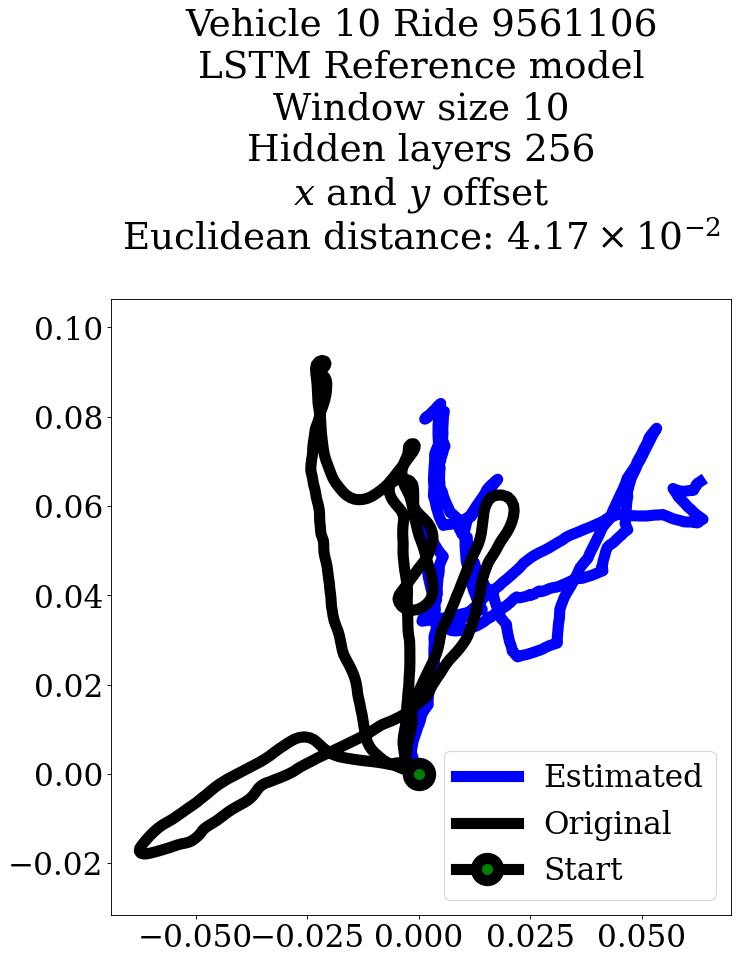 Vehicle 10 Ride 9561106
LSTM Reference model
Window size 10
Hidden layers 256
x and y offset
Euclidean distance: 4.17 × 10⁻²
0.10
0.08
0.06
0.04
0.02
0.00
−0.02
Estimated
Original
Start
−0.050 −0.025 0.000 0.025 0.050